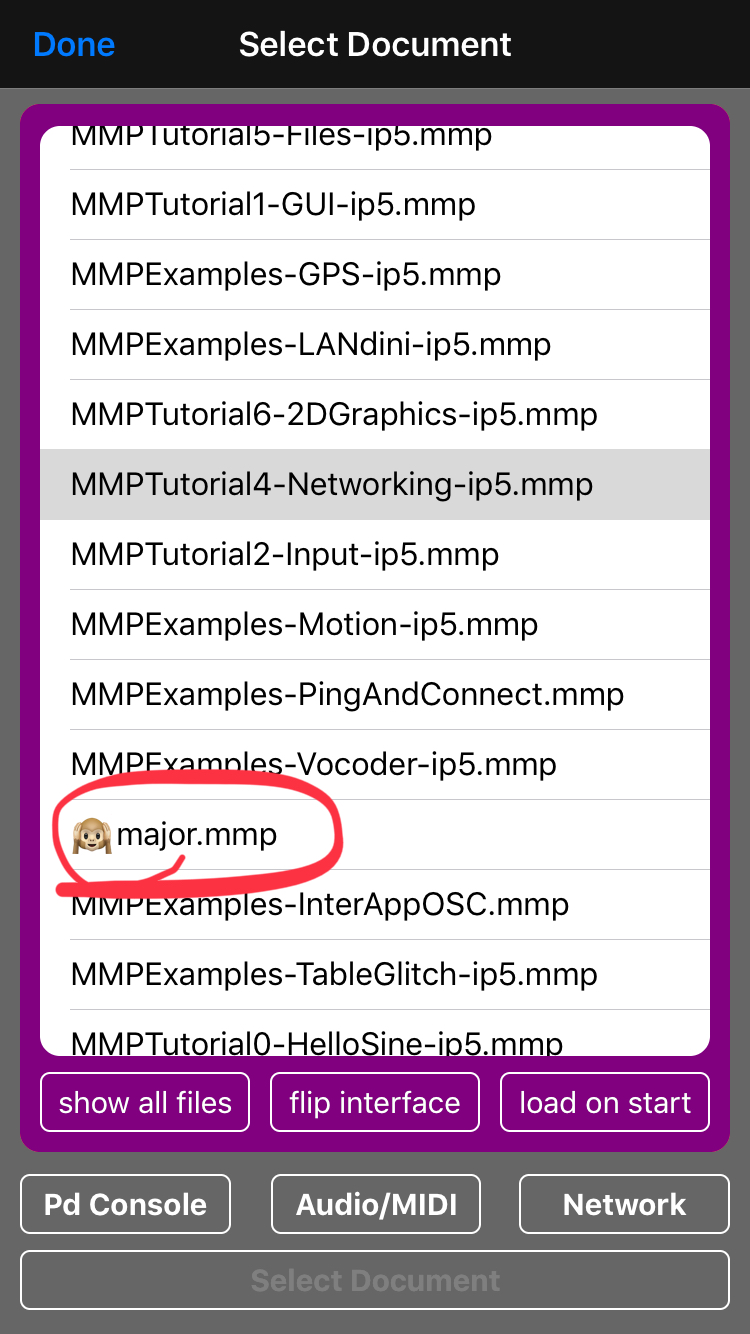 Done Select Document
MMPTutorial5-Files-ip5.mmp
MMPTutorial1-GUI-ip5.mmp
MMPExamples-GPS-ip5.mmp
MMPExamples-LANdini-ip5.mmp
MMPTutorial6-2DGraphics-ip5.mmp
MMPTutorial4-Networking-ip5.mmp
MMPTutorial2-Input-ip5.mmp
MMPExamples-Motion-ip5.mmp
MMPExamples-PingAndConnect.mmp
MMPExamples-Vocoder-ip5.mmp
🙉major.mmp
MMPExamples-InterAppOSC.mmp
MMPExamples-TableGlitch-ip5.mmp
MMPTutorial0-HelloSine-ip5.mmp
show all files flip interface load on start
Pd Console Audio/MIDI Network
Select Document